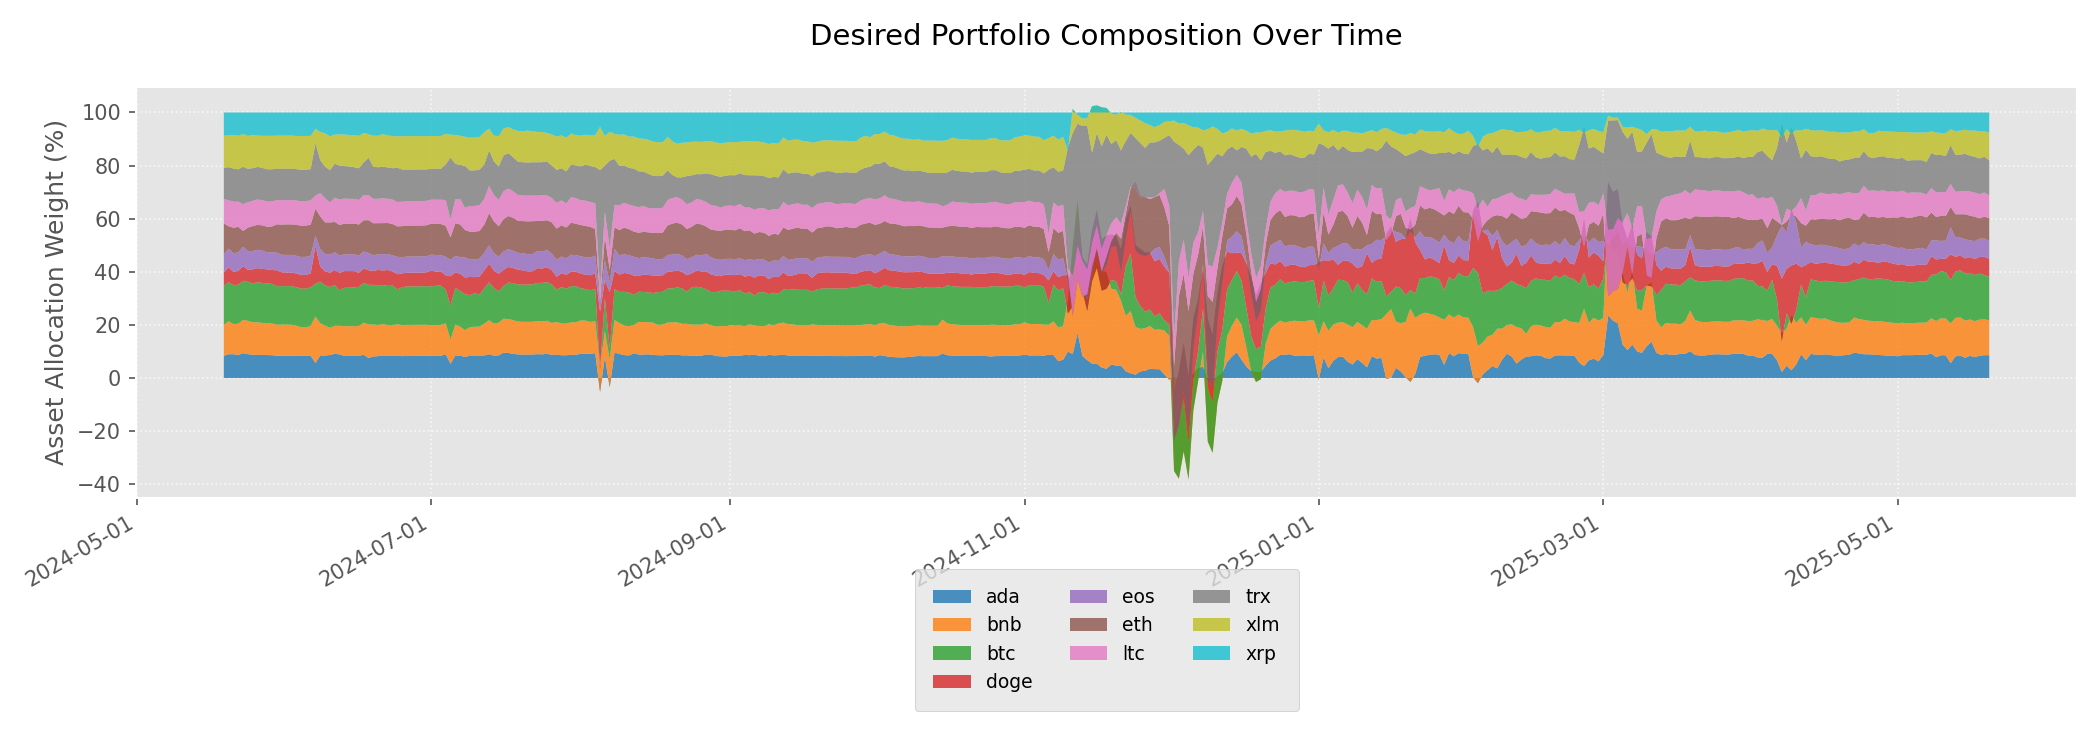 Desired Portfolio Composition Over Time
Asset Allocation Weight (%)
100
80
60
40
20
0
−20
−40
2024-05-01
2024-07-01
2024-09-01
2024-11-01
2025-01-01
2025-03-01
2025-05-01
ada
bnb
btc
doge
eos
eth
ltc
trx
xlm
xrp